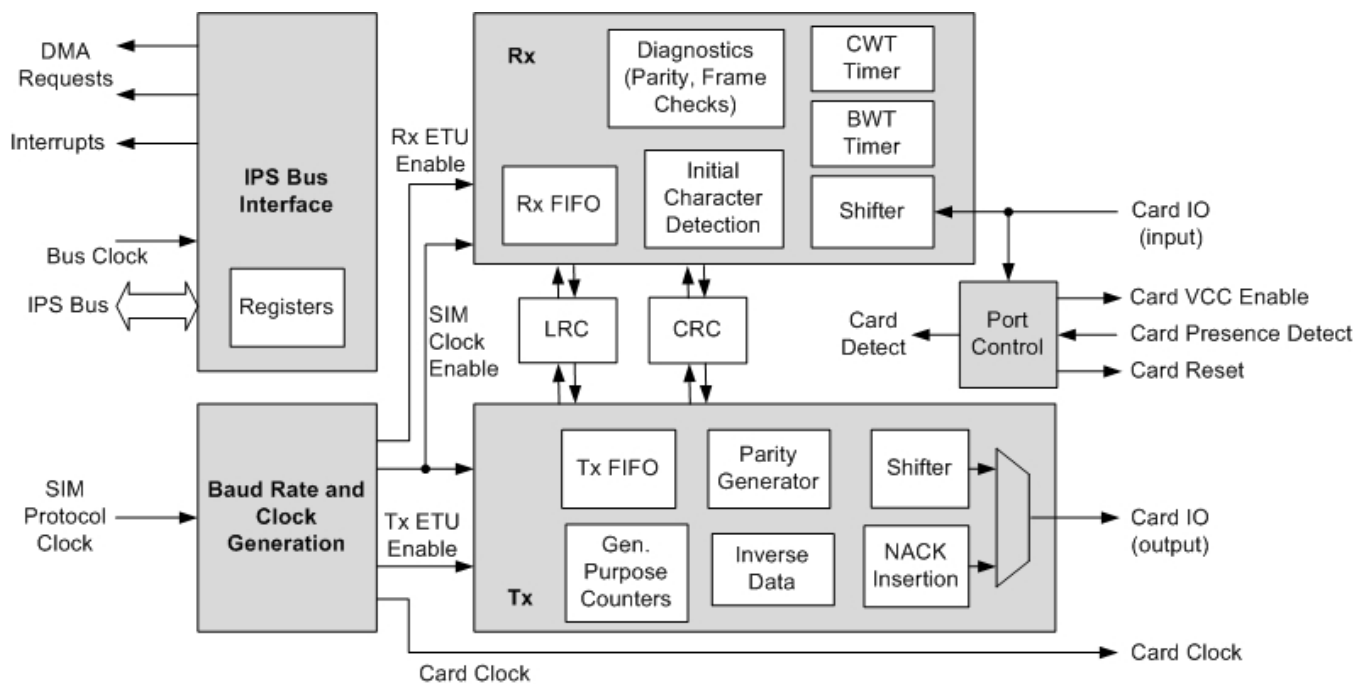 DMA
Requests
Interrupts
Bus Clock
IPS Bus
IPS Bus
Interface
Registers
SIM
Protocol
Clock
Baud Rate and
Clock
Generation
Rx ETU
Enable
SIM
Clock
Enable
Tx ETU
Enable
Card Clock
Rx
Diagnostics
(Parity, Frame
Checks)
CWT
Timer
BWT
Timer
Rx FIFO
Initial
Character
Detection
Shifter
LRC
CRC
Card
Detect
Port
Control
Card IO
(input)
Card VCC Enable
Card Presence Detect
Card Reset
Tx FIFO
Parity
Generator
Shifter
Gen.
Purpose
Counters
Inverse
Data
NACK
Insertion
Tx
Card IO
(output)
Card Clock